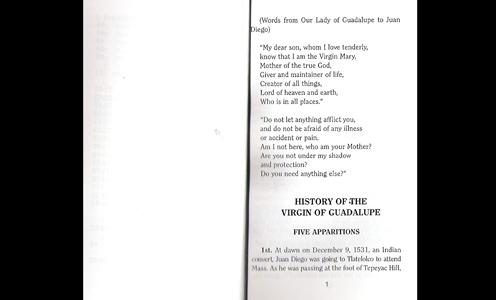 (Words from Our Lady of Guadalupe to Juan
Diego)
"My dear son, whom I love tenderly,
know that I am the Virgin Mary,
Mother of the true God,
Giver and maintainer of life,
Creator of all things,
Lord of heaven and earth,
Who is in all places."
"Do not let anything afflict you,
and do not be afraid of any illness
or accident or pain.
Am I not here, who am your Mother?
Are you not under my shadow
and protection?
Do you need anything else?"
HISTORY OF THE
VIRGIN OF GUADALUPE
FIVE APPARITIONS
1st. At dawn on December 9, 1531, an Indian
convert, Juan Diego was going to Tlatelolco to attend
Mass. As he was passing at the foot of Tepeyac Hill,
1